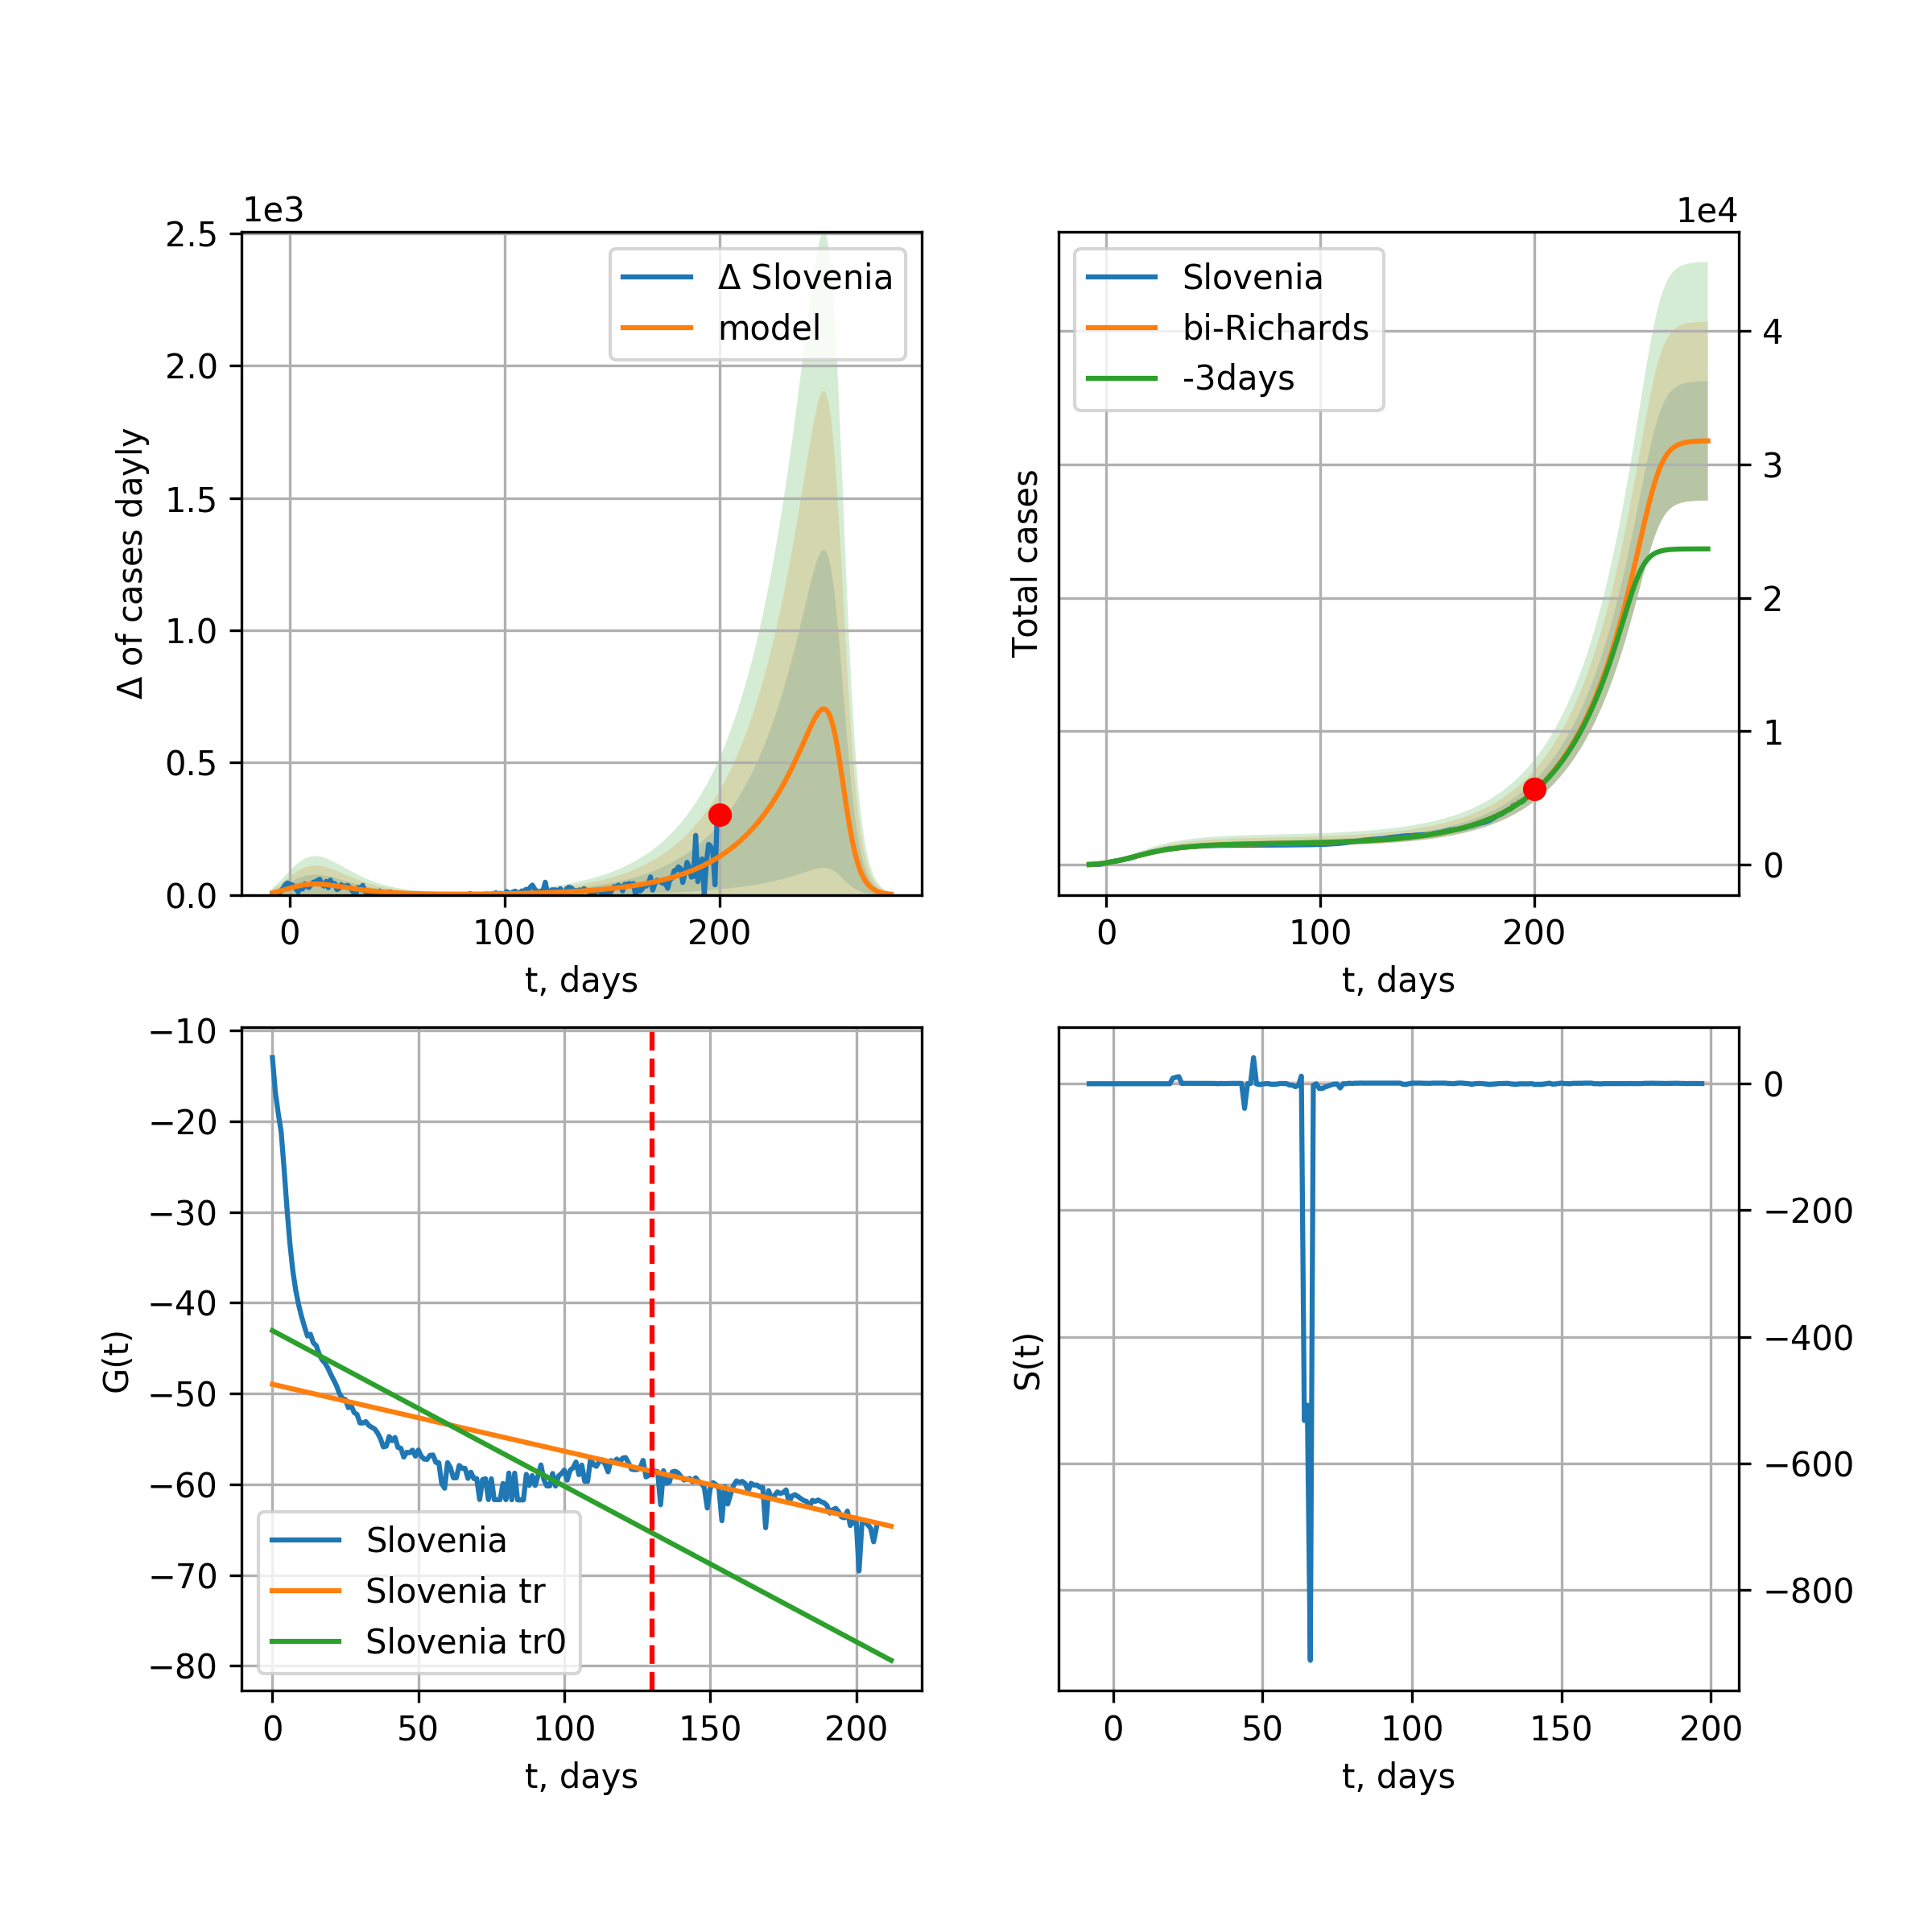 1e3
2.5
2.0
1.5
1.0
0.5
0.0
Δ of cases dayly
Δ Slovenia
model
0 100 200
t, days
1e4
Total cases
Slovenia
bi-Richards
-3days
4
3
2
1
0
0 100 200
t, days
−10
−20
−30
−40
−50
−60
−70
−80
G(t)
Slovenia
Slovenia tr
Slovenia tr0
0 50 100 150 200
t, days
S(t)
0
−200
−400
−600
−800
0 50 100 150 200
t, days